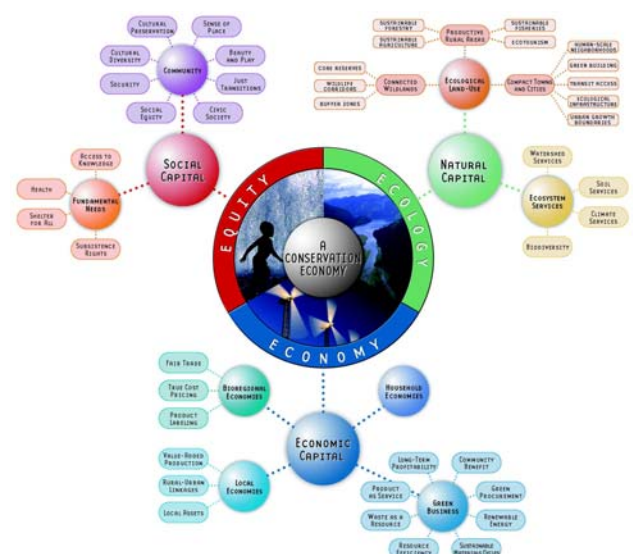 CULTURAL
PRESERVATION
SENSE OF
PLACE
CULTURAL
DIVERSITY
BEAUTY
AND PLAY
COMMUNITY
SECURITY
JUST
TRANSITIONS
SOCIAL
EQUITY
CIVIC
SOCIETY
SOCIAL
CAPITAL
ACCESS TO
KNOWLEDGE
HEALTH
FUNDAMENTAL
NEEDS
SHELTER
FOR ALL
SUBSISTENCE
RIGHTS
SUSTAINABLE
FORESTRY
SUSTAINABLE
FISHERIES
PRODUCTIVE
RURAL AREAS
SUSTAINABLE
AGRICULTURE
ECOTOURISM
HUMAN-SCALE
NEIGHBORHOODS
CORE RESERVES
GREEN BUILDING
WILDLIFE
CORRIDORS
CONNECTED
WILDLANDS
ECOLOGICAL
LAND-USE
COMPACT TOWNS
AND CITIES
TRANSIT ACCESS
BUFFER ZONES
ECOLOGICAL
INFRASTRUCTURE
URBAN GROWTH
BOUNDARIES
NATURAL
CAPITAL
WATERSHED
SERVICES
SOIL
SERVICES
ECOSYSTEM
SERVICES
CLIMATE
SERVICES
BIODIVERSITY
EQUITY
ECOLOGY
ECONOMY
A
CONSERVATION
ECONOMY
FAIR TRADE
TRUE COST
PRICING
PRODUCT
LABELING
BIOREGIONAL
ECONOMIES
HOUSEHOLD
ECONOMIES
ECONOMIC
CAPITAL
VALUE-ADDED
PRODUCTION
RURAL-URBAN
LINKAGES
LOCAL ASSETS
LOCAL
ECONOMIES
LONG-TERM
PROFITABILITY
COMMUNITY
BENEFIT
PRODUCT
AS SERVICE
GREEN
PROCUREMENT
GREEN
BUSINESS
WASTE AS A
RESOURCE
RENEWABLE
ENERGY
RESOURCE
EFFICIENCY
SUSTAINABLE